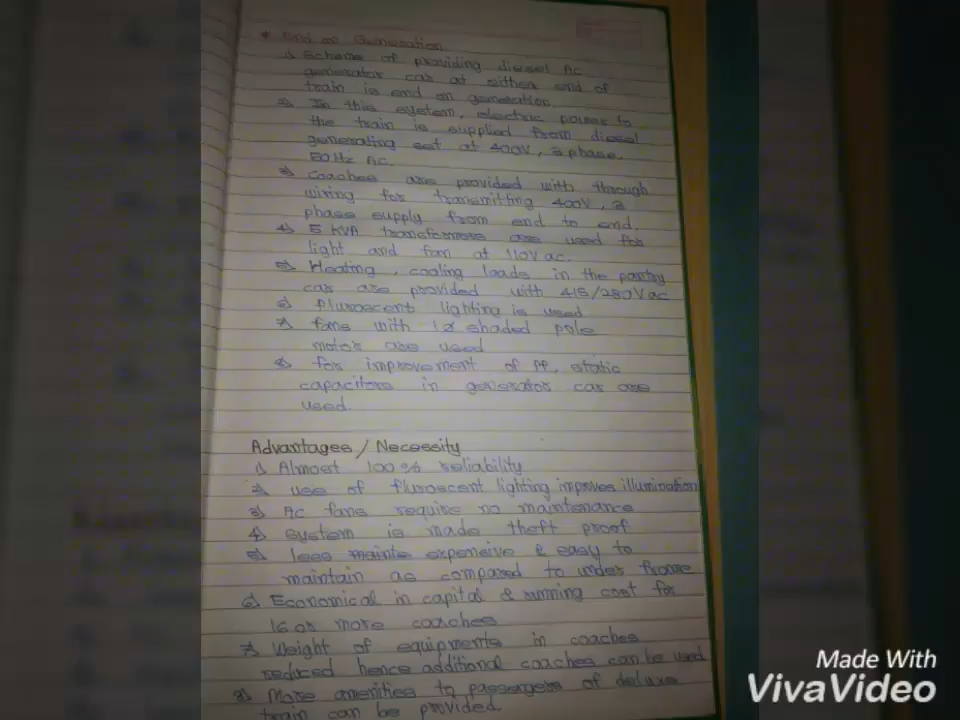 * End on Generation
1) Scheme of providing diesel AC
generator car at either end of
train is end on generation.
2) In this system, electric power to
the train is supplied from diesel
generating set at 400V, 3 phase,
50 Hz AC.
3) Coaches are provided with through
wiring for transmitting 400V, 3
phase supply from end to end.
4) 5 KVA transformers are used for
light and fan at 110V ac.
5) Heating, cooling loads in the pantry
car are provided with 415/230V ac
6) fluroscent lighting is used
7) fans with 1ø shaded pole
motor are used
8) for improvement of Pf, static
capacitors in generator car are
used.
Advantages / Necessity
1) Almost 100% reliability
2) use of fluroscent lighting improves illumination
3) AC fans require no maintenance
4) System is made theft proof
5) less mainte expensive & easy to
maintain as compared to under frame
6) Economical in capital & running cost for
16 or more coaches
7) Weight of equipments in coaches
reduced hence additional coaches can be used
8) More amenities to passengers of deluxe
train can be provided.
Made With
VivaVideo